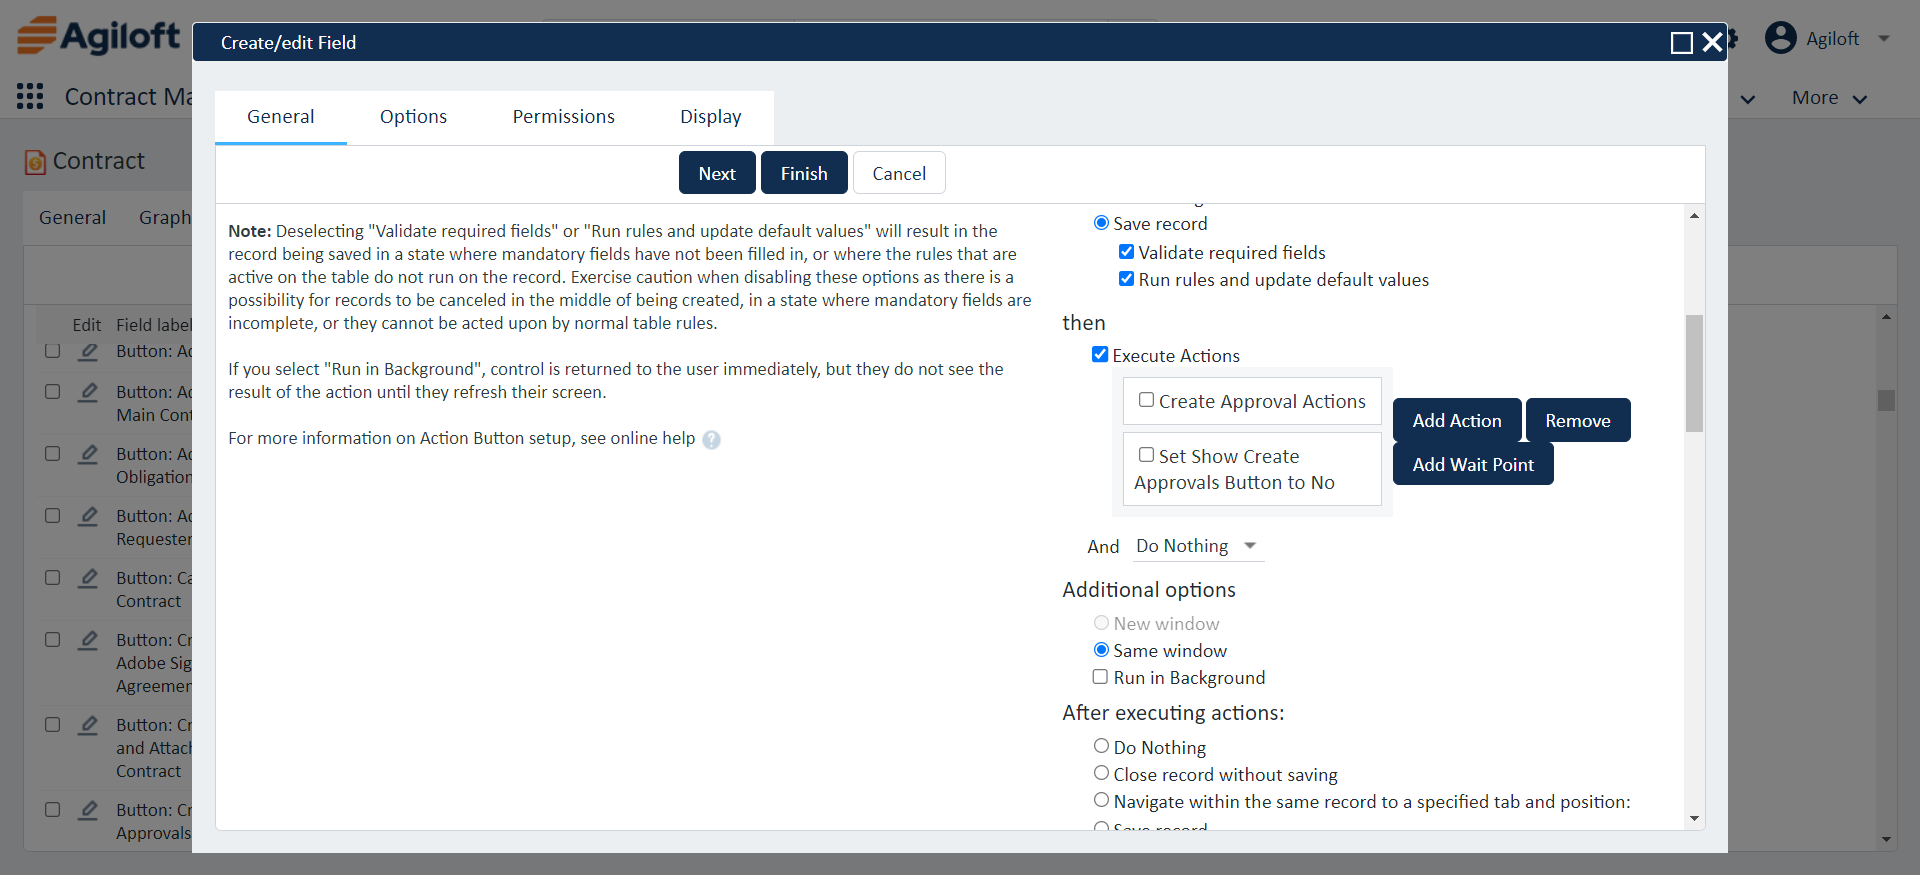 Agiloft
Agiloft
Contract Ma
More
Contract
General Graph
Edit Field label
Button: Ac
Button: Ac
Main Cont
Button: Ac
Obligation
Button: Ac
Requester
Button: Ca
Contract
Button: Cr
Adobe Sig
Agreemen
Button: Cr
and Attach
Contract
Button: Cr
Approvals
Create/edit Field
General Options Permissions Display
Next Finish Cancel
Note: Deselecting "Validate required fields" or "Run rules and update default values" will result in the
record being saved in a state where mandatory fields have not been filled in, or where the rules that are
active on the table do not run on the record. Exercise caution when disabling these options as there is a
possibility for records to be canceled in the middle of being created, in a state where mandatory fields are
incomplete, or they cannot be acted upon by normal table rules.
If you select "Run in Background", control is returned to the user immediately, but they do not see the
result of the action until they refresh their screen.
For more information on Action Button setup, see online help ?
Save record
Validate required fields
Run rules and update default values
then
Execute Actions
Create Approval Actions
Set Show Create
Approvals Button to No
Add Action Remove
Add Wait Point
And Do Nothing
Additional options
New window
Same window
Run in Background
After executing actions:
Do Nothing
Close record without saving
Navigate within the same record to a specified tab and position:
Save record